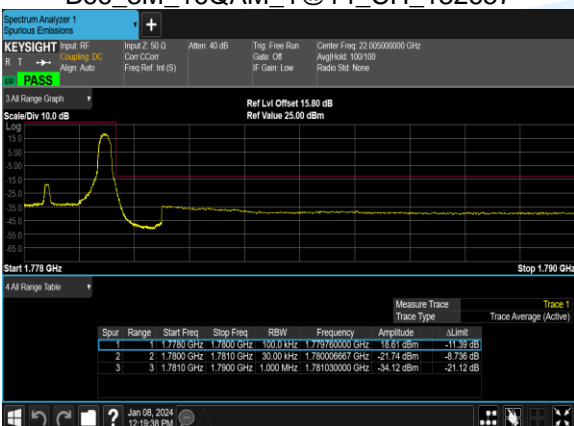 Spectrum Analyzer 1
Spurious Emissions
KEYSIGHT
R T
Input: RF
Coupling: DC
Align: Auto
Input Z: 50 Ω
Corr CCorr
Freq Ref: Int (S)
Atten: 40 dB
Trig: Free Run
Gate: Off
IF Gain: Low
Center Freq: 22.005000000 GHz
Avg|Hold: 100/100
Radio Std: None
PASS
3 All Range Graph
Scale/Div 10.0 dB
Ref Lvl Offset 15.80 dB
Ref Value 25.00 dBm
Log
15.0
5.00
-5.00
-15.0
-25.0
-35.0
-45.0
-55.0
-65.0
Start 1.778 GHz
Stop 1.790 GHz
4 All Range Table
Measure Trace Trace 1
Trace Type Trace Average (Active)
Spur Range Start Freq Stop Freq RBW Frequency Amplitude ΔLimit
1 1 1.7780 GHz 1.7800 GHz 100.0 kHz 1.779760000 GHz 18.61 dBm -11.39 dB
2 2 1.7800 GHz 1.7810 GHz 30.00 kHz 1.780006667 GHz -21.74 dBm -8.736 dB
3 3 1.7810 GHz 1.7900 GHz 1.000 MHz 1.781030000 GHz -34.12 dBm -21.12 dB
Jan 08, 2024
12:19:38 PM